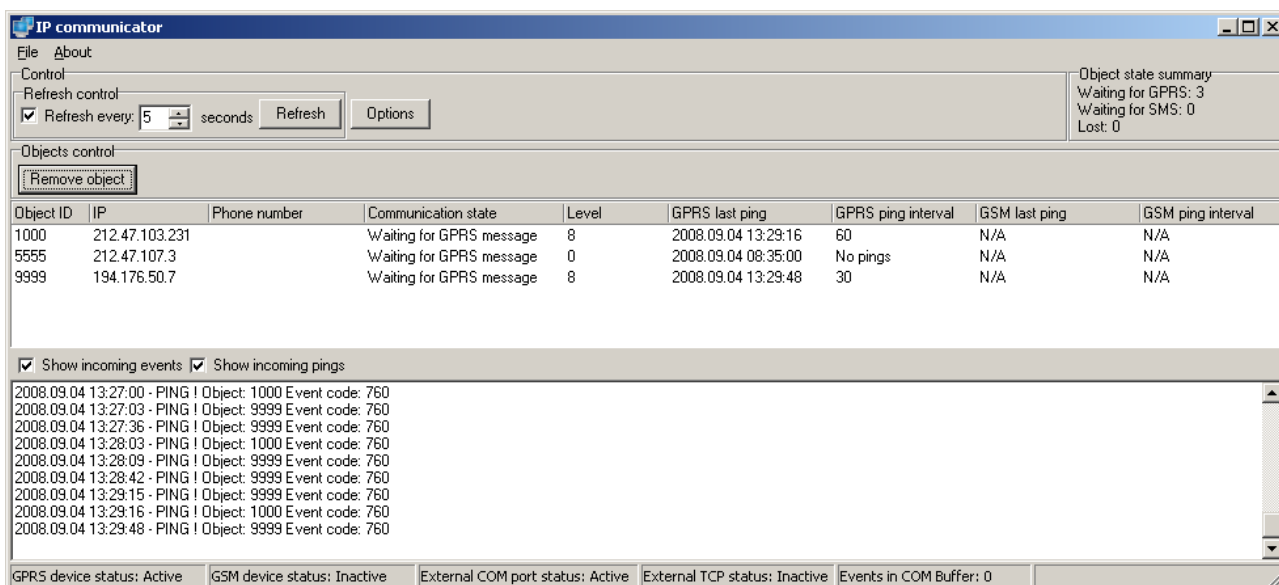 IP communicator
File About
Control
Refresh control
Refresh every: 5 seconds Refresh Options
Object state summary
Waiting for GPRS: 3
Waiting for SMS: 0
Lost: 0
Objects control
Remove object
Object ID IP Phone number Communication state Level GPRS last ping GPRS ping interval GSM last ping GSM ping interval
1000 212.47.103.231 Waiting for GPRS message 8 2008.09.04 13:29:16 60 N/A N/A
5555 212.47.107.3 Waiting for GPRS message 0 2008.09.04 08:35:00 No pings N/A N/A
9999 194.176.50.7 Waiting for GPRS message 8 2008.09.04 13:29:48 30 N/A N/A
Show incoming events Show incoming pings
2008.09.04 13:27:00 - PING ! Object: 1000 Event code: 760
2008.09.04 13:27:03 - PING ! Object: 9999 Event code: 760
2008.09.04 13:27:36 - PING ! Object: 9999 Event code: 760
2008.09.04 13:28:03 - PING ! Object: 1000 Event code: 760
2008.09.04 13:28:09 - PING ! Object: 9999 Event code: 760
2008.09.04 13:28:42 - PING ! Object: 9999 Event code: 760
2008.09.04 13:29:15 - PING ! Object: 9999 Event code: 760
2008.09.04 13:29:16 - PING ! Object: 1000 Event code: 760
2008.09.04 13:29:48 - PING ! Object: 9999 Event code: 760
GPRS device status: Active GSM device status: Inactive External COM port status: Active External TCP status: Inactive Events in COM Buffer: 0